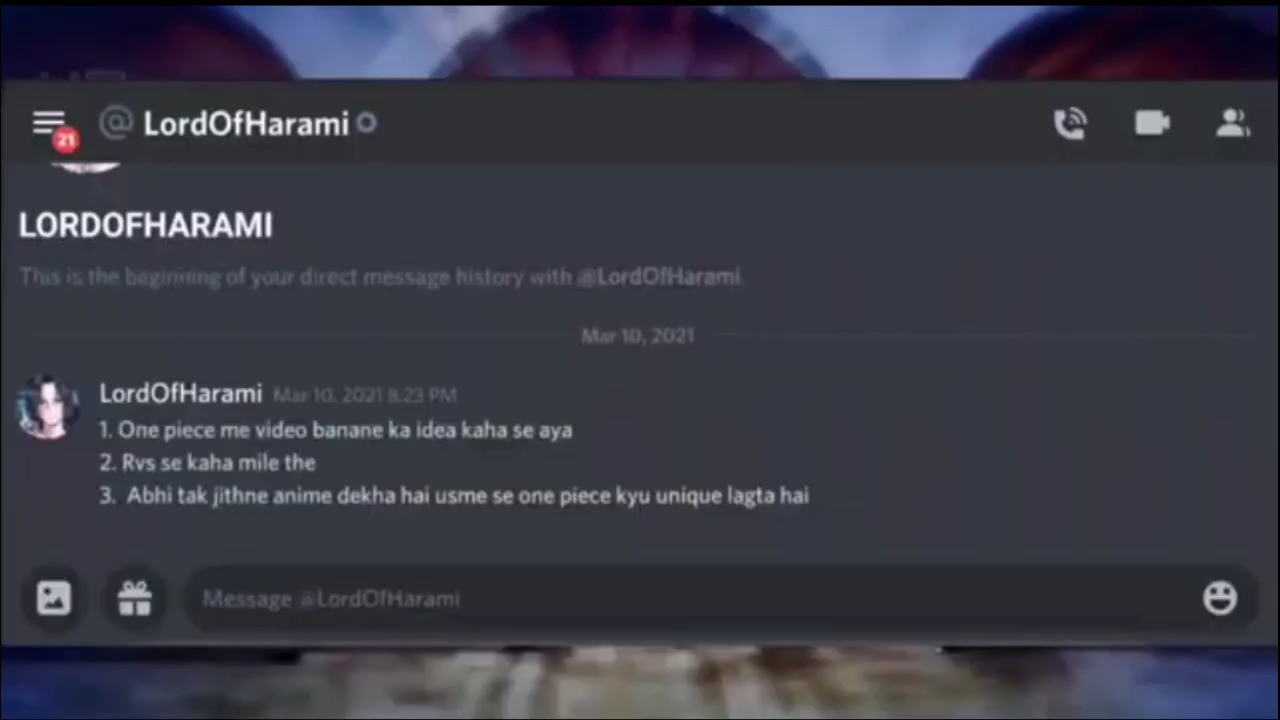 21
@ LordOfHarami
LORDOFHARAMI
This is the beginning of your direct message history with @LordOfHarami.
Mar 10, 2021
LordOfHarami Mar 10, 2021 8:23 PM
1. One piece me video banane ka idea kaha se aya
2. Rvs se kaha mile the
3. Abhi tak jithne anime dekha hai usme se one piece kyu unique lagta hai
Message @LordOfHarami